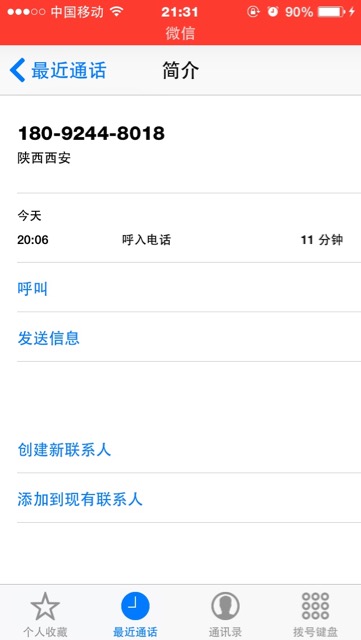 中国移动 21:31 90%
微信
最近通话 简介
180-9244-8018
陕西西安
今天
20:06 呼入电话 11 分钟
呼叫
发送信息
创建新联系人
添加到现有联系人
个人收藏 最近通话 通讯录 拨号键盘